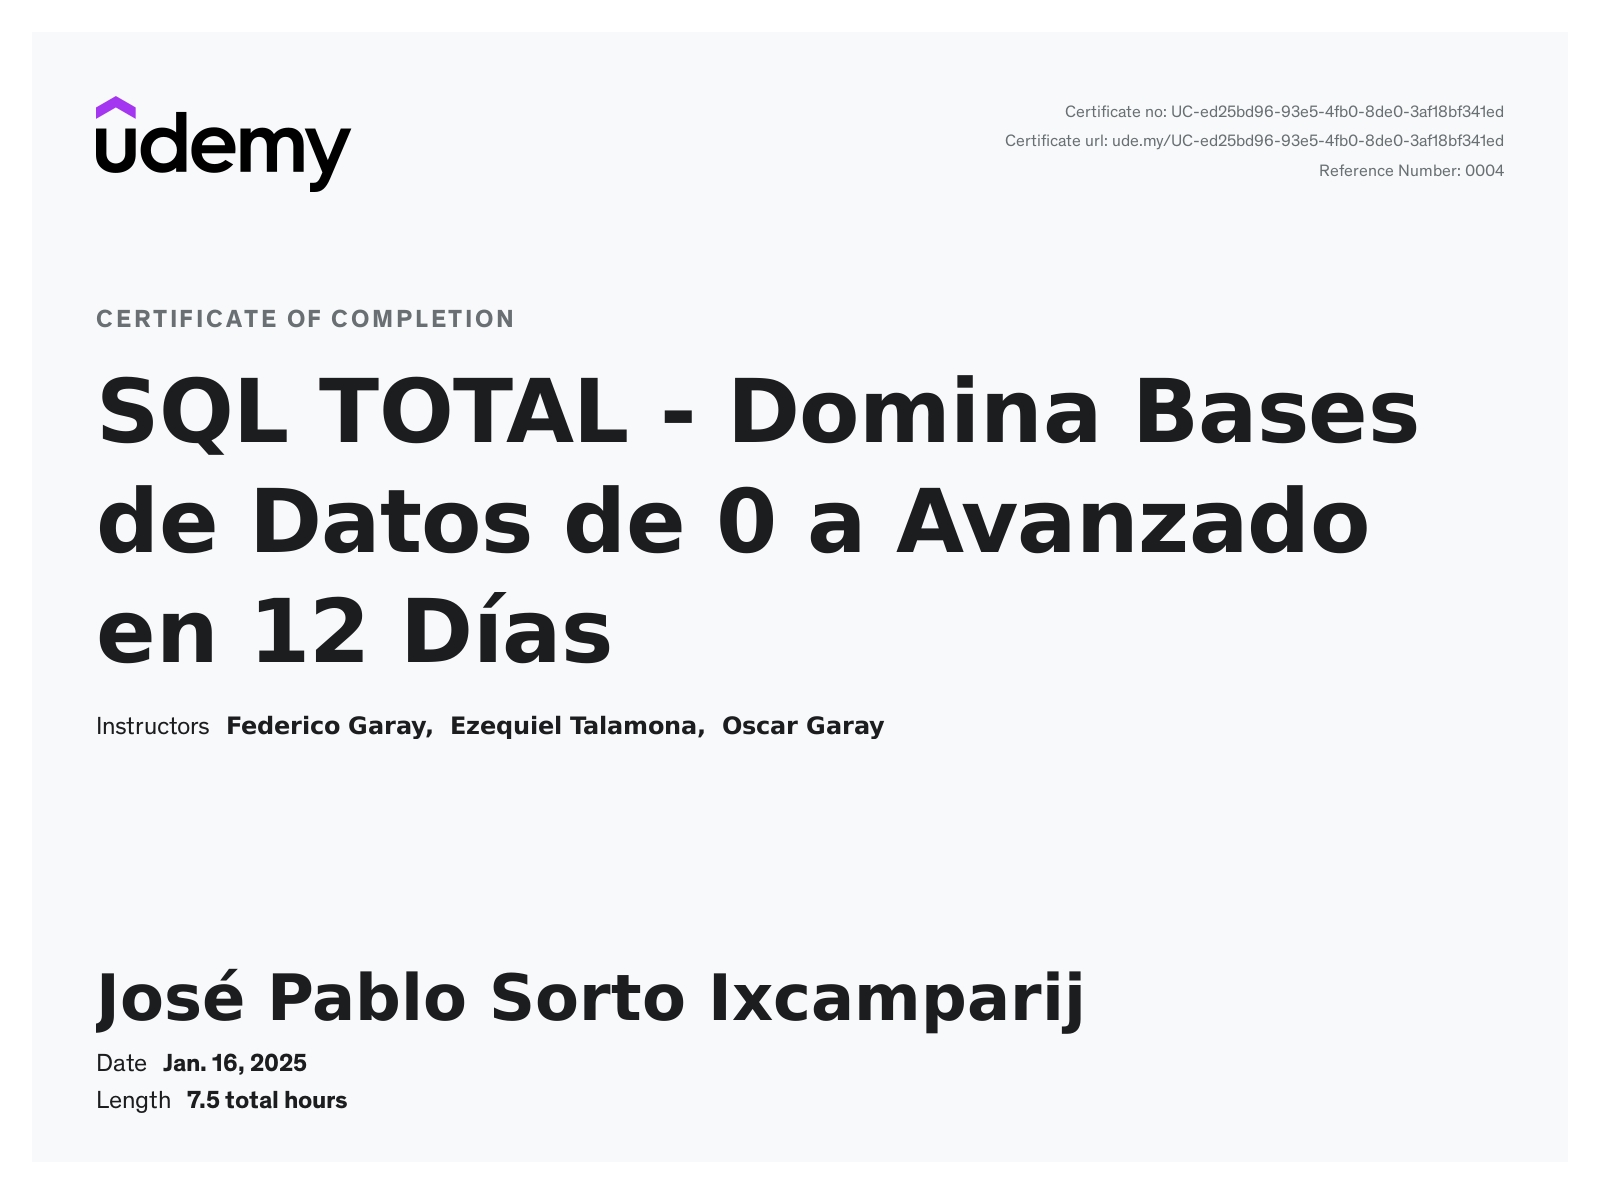 udemy
Certificate no: UC-ed25bd96-93e5-4fb0-8de0-3af18bf341ed
Certificate url: ude.my/UC-ed25bd96-93e5-4fb0-8de0-3af18bf341ed
Reference Number: 0004
CERTIFICATE OF COMPLETION
SQL TOTAL - Domina Bases
de Datos de 0 a Avanzado
en 12 Días
Instructors Federico Garay, Ezequiel Talamona, Oscar Garay
José Pablo Sorto Ixcamparij
Date Jan. 16, 2025
Length 7.5 total hours